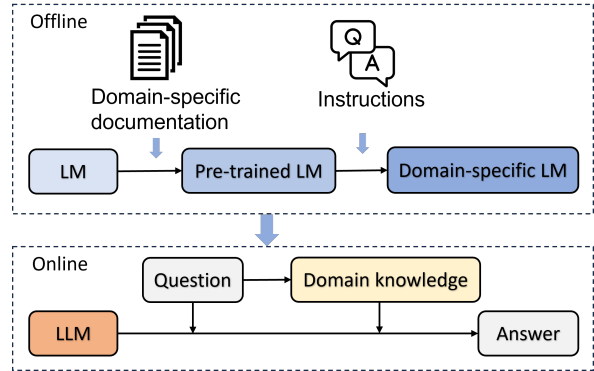 Offline
Q
A
Domain-specific
documentation
Instructions
LM
Pre-trained LM
Domain-specific LM
Online
Question
Domain knowledge
LLM
Answer